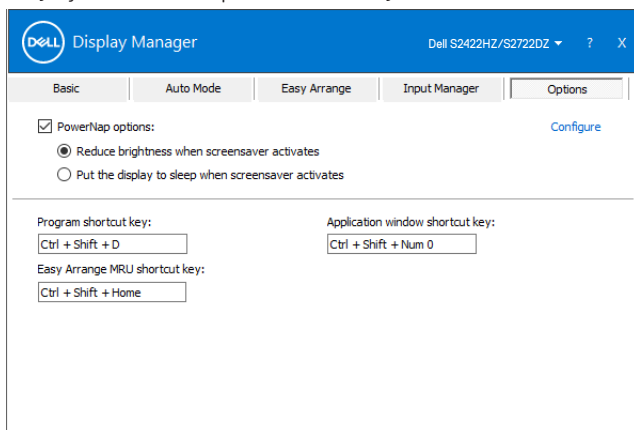 DELL Display Manager Dell S2422HZ/S2722DZ ? X
Basic Auto Mode Easy Arrange Input Manager Options
PowerNap options: Configure
Reduce brightness when screensaver activates
Put the display to sleep when screensaver activates
Program shortcut key: Application window shortcut key:
Ctrl + Shift + D Ctrl + Shift + Num 0
Easy Arrange MRU shortcut key:
Ctrl + Shift + Home